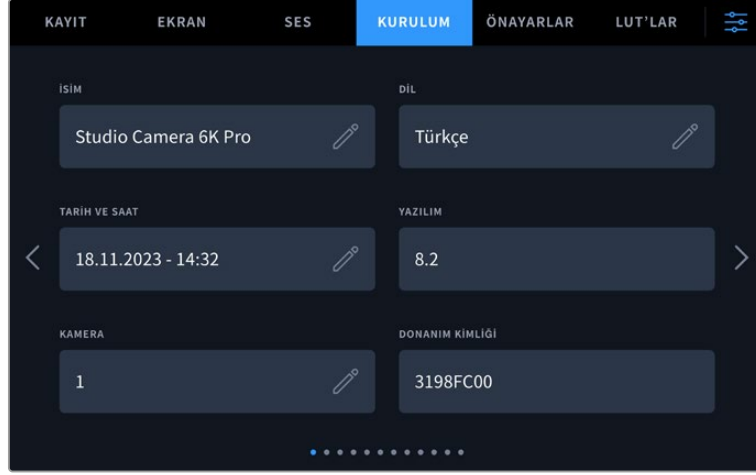 KAYIT EKRAN SES KURULUM ÖNAYARLAR LUT’LAR
İSİM DİL
Studio Camera 6K Pro Türkçe
TARİH VE SAAT YAZILIM
18.11.2023 - 14:32 8.2
KAMERA DONANIM KİMLİĞİ
1 3198FC00